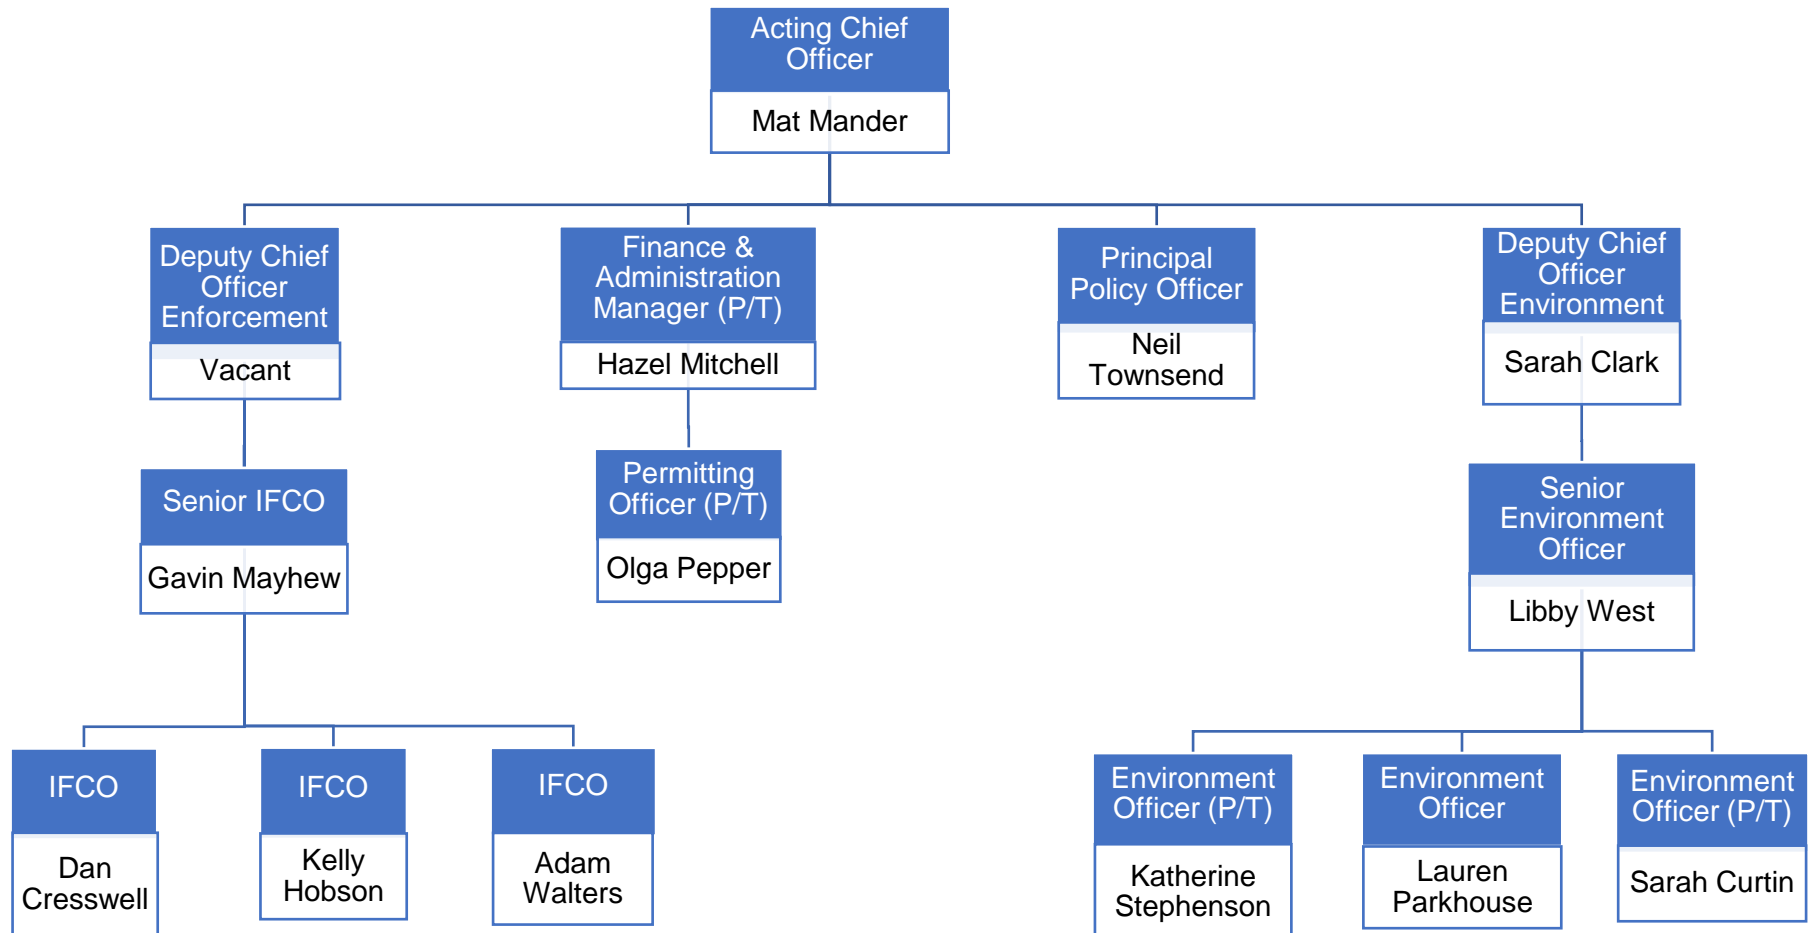 Acting Chief
Officer
Mat Mander
Deputy Chief
Officer
Enforcement
Vacant
Finance &
Administration
Manager (P/T)
Hazel Mitchell
Principal
Policy Officer
Neil
Townsend
Deputy Chief
Officer
Environment
Sarah Clark
Senior IFCO
Gavin Mayhew
Permitting
Officer (P/T)
Olga Pepper
Senior
Environment
Officer
Libby West
IFCO
Dan
Cresswell
IFCO
Kelly
Hobson
IFCO
Adam
Walters
Environment
Officer (P/T)
Katherine
Stephenson
Environment
Officer
Lauren
Parkhouse
Environment
Officer (P/T)
Sarah Curtin